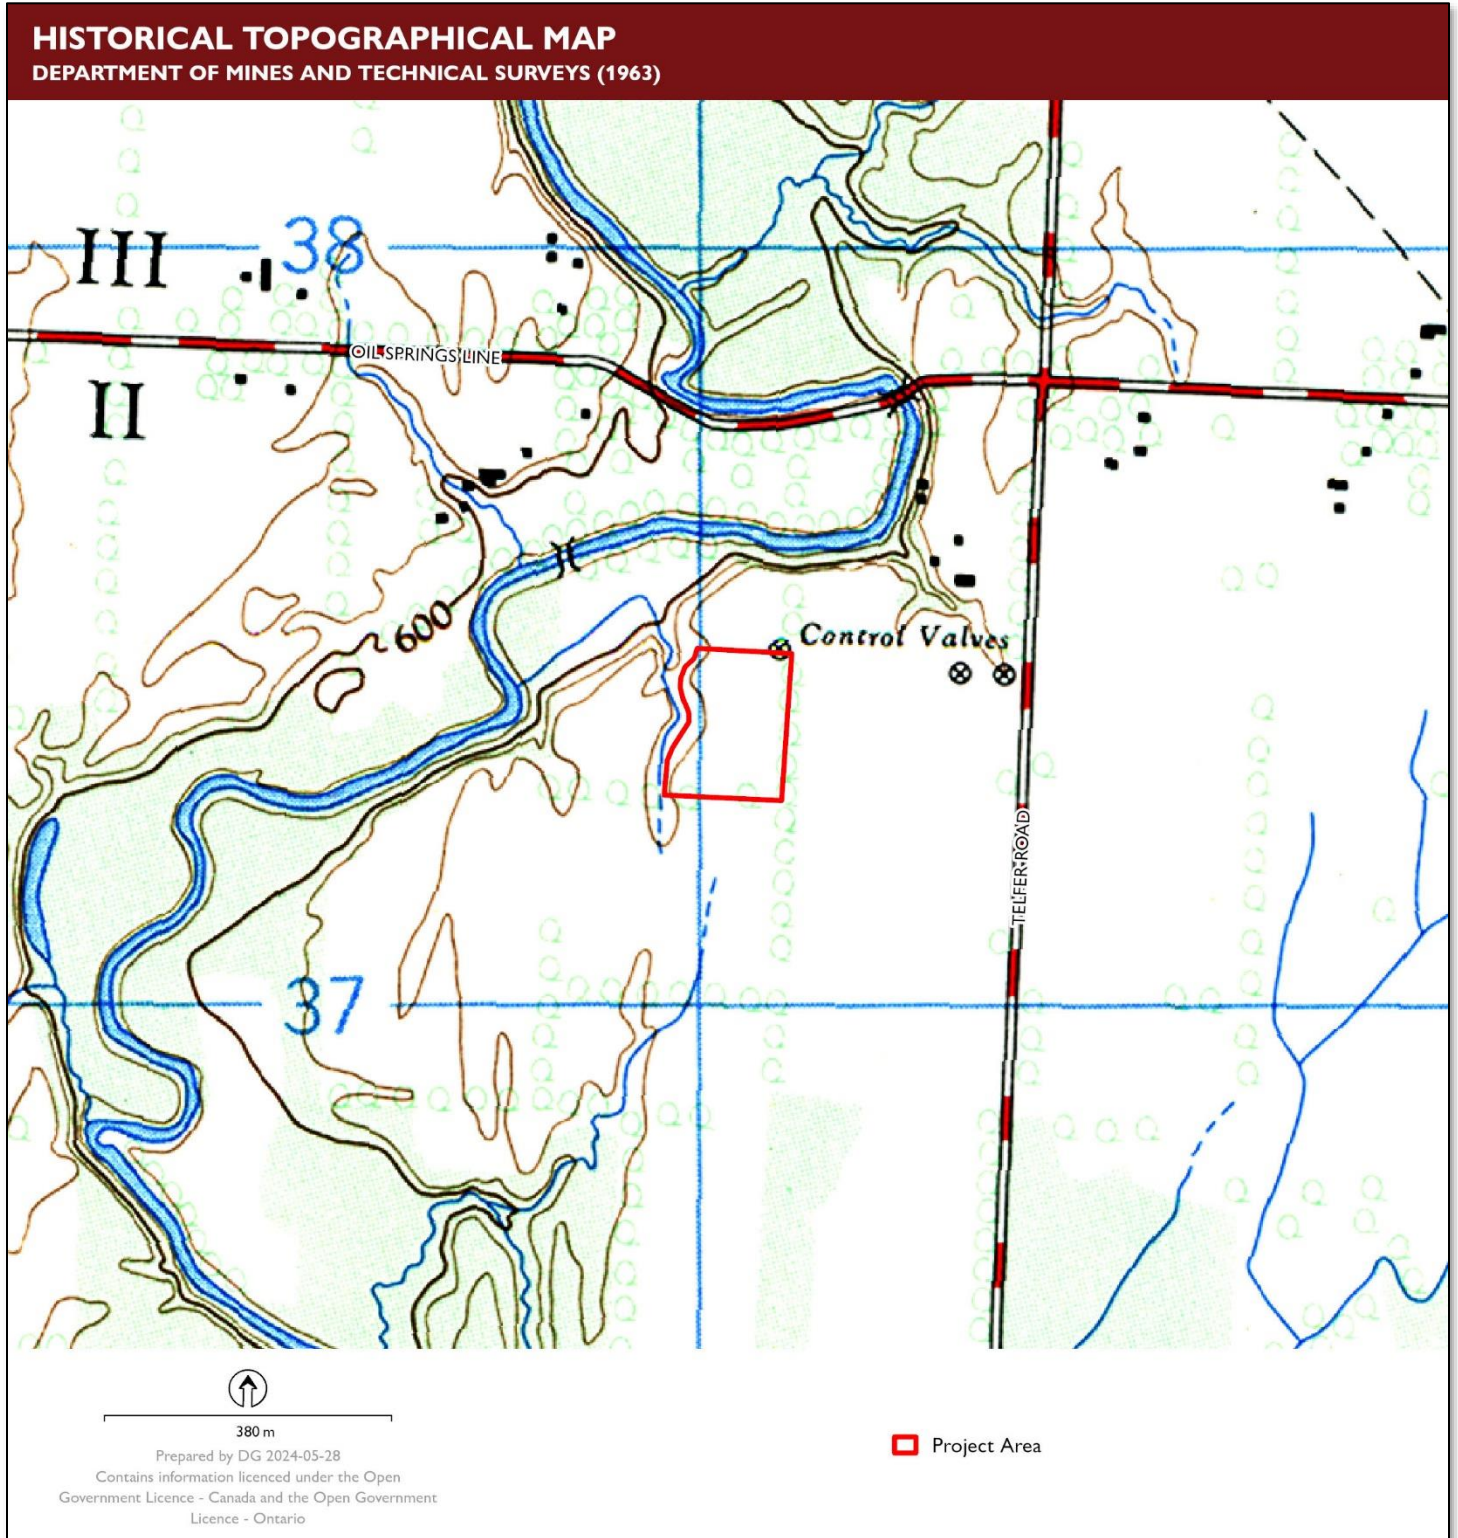 HISTORICAL TOPOGRAPHICAL MAP
DEPARTMENT OF MINES AND TECHNICAL SURVEYS (1963)
III
38
OIL SPRINGS LINE
II
600
Control Valves
TELFER ROAD
37
380 m
Prepared by DG 2024-05-28
Contains information licenced under the Open
Government Licence - Canada and the Open Government
Licence - Ontario
Project Area